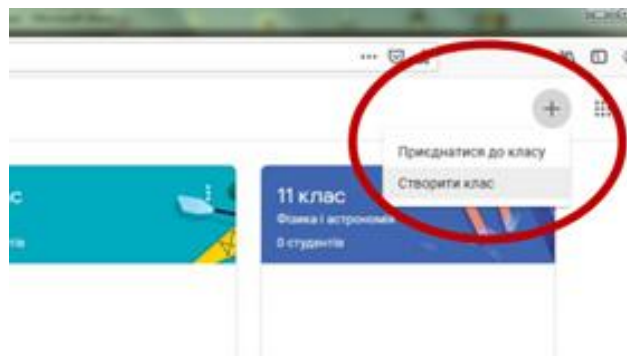 Приєднатися до класу
Створити клас
11 клас
Фізика і астрономія
0 студентів